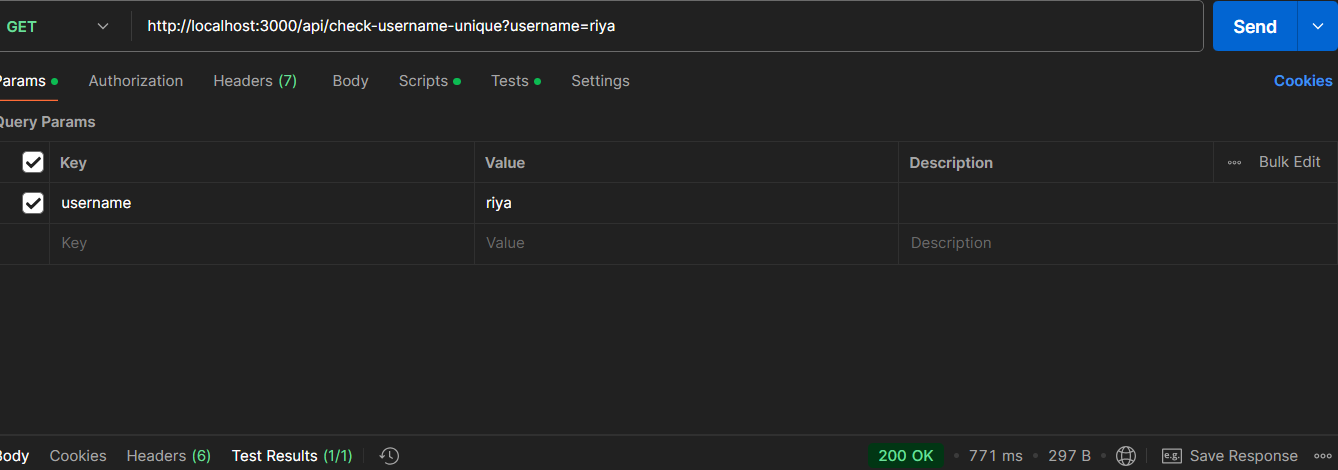 GET http://localhost:3000/api/check-username-unique?username=riya Send
Params Authorization Headers (7) Body Scripts Tests Settings Cookies
Query Params
Key Value Description Bulk Edit
username riya
Key Value Description
Body Cookies Headers (6) Test Results (1/1) 200 OK 771 ms 297 B e.g. Save Response